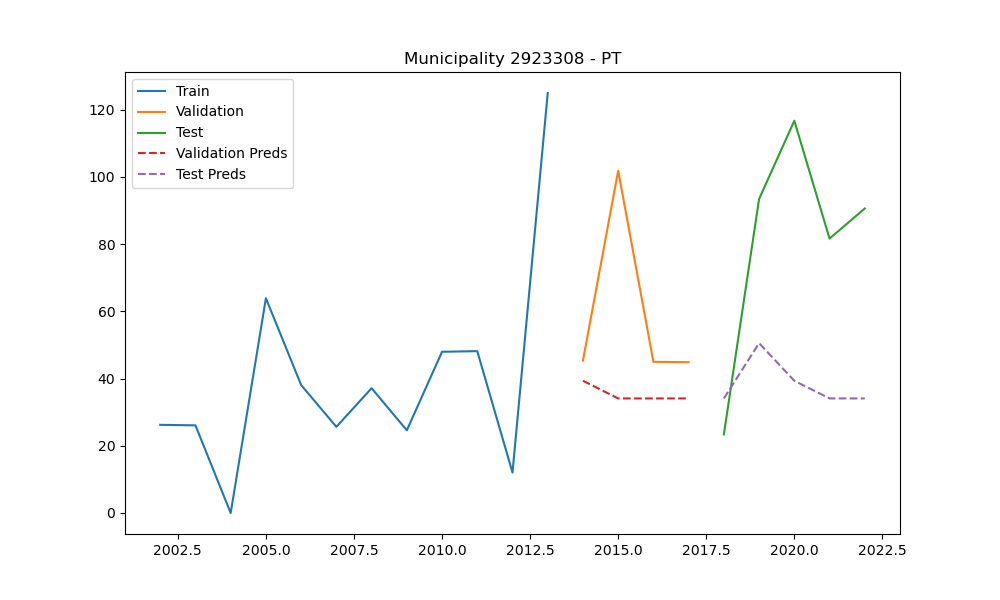 Municipality 2923308 - PT
Train
Validation
Test
Validation Preds
Test Preds
120
100
80
60
40
20
0
2002.5 2005.0 2007.5 2010.0 2012.5 2015.0 2017.5 2020.0 2022.5